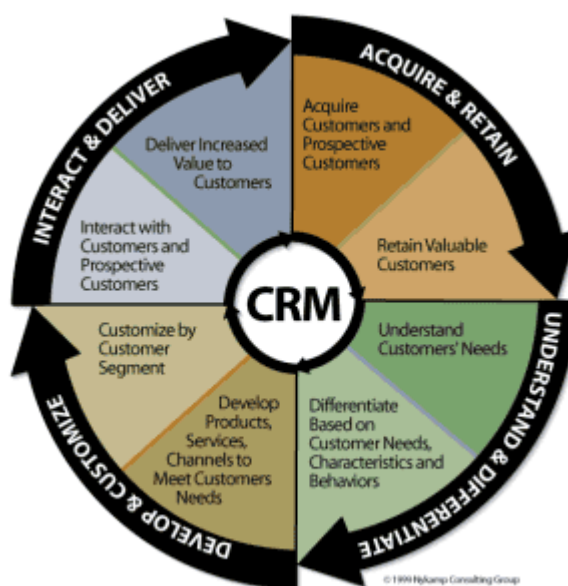 INTERACT & DELIVER
ACQUIRE & RETAIN
Deliver Increased
Value to
Customers
Acquire
Customers and
Prospective
Customers
Interact with
Customers and
Prospective
Customers
Retain Valuable
Customers
CRM
Customize by
Customer
Segment
Understand
Customers' Needs
Develop
Products,
Services,
Channels to
Meet Customers
Needs
Differentiate
Based on
Customer Needs,
Characteristics and
Behaviors
DEVELOP & CUSTOMIZE
UNDERSTAND & DIFFERENTIATE
© 1999 Nykamp Consulting Group